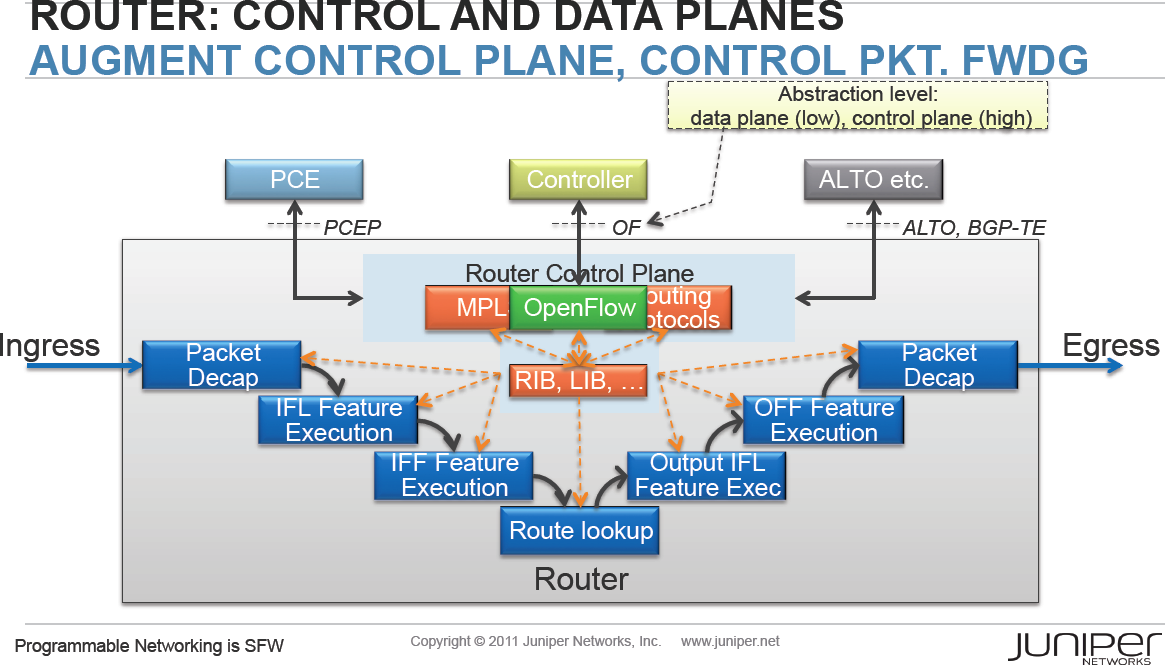 ROUTER: CONTROL AND DATA PLANES
AUGMENT CONTROL PLANE, CONTROL PKT. FWDG
Abstraction level:
data plane (low), control plane (high)
PCE
Controller
ALTO etc.
PCEP
OF
ALTO, BGP-TE
Router Control Plane
MPL
OpenFlow
outing
otocols
Ingress
Egress
Packet
Decap
Packet
Decap
RIB, LIB, …
IFL Feature
Execution
OFF Feature
Execution
IFF Feature
Execution
Output IFL
Feature Exec
Route lookup
Router
Programmable Networking is SFW
Copyright © 2011 Juniper Networks, Inc. www.juniper.net
JUNIPER
NETWORKS